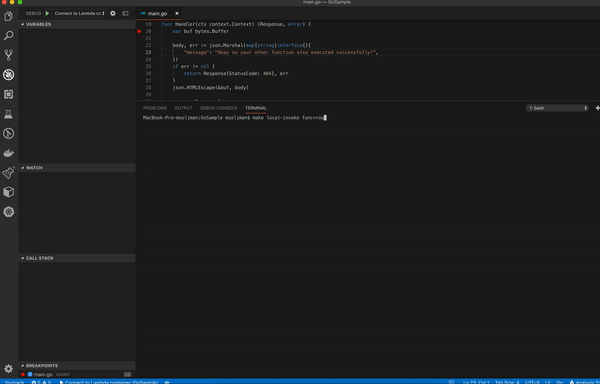 main.go — GoSample
DEBUG
Connect to Lambda co
main.go
VARIABLES
WATCH
CALL STACK
BREAKPOINTS
main.go route1
20
19 func Handler(ctx context.Context) (Response, error) {
20 var buf bytes.Buffer
21
22 body, err := json.Marshal(map[string]interface{}{
23 "message": "Okay so your other function also executed successfully!",
24 })
25 if err != nil {
26 return Response{StatusCode: 404}, err
27 }
28 json.HTMLEscape(&buf, body)
PROBLEMS OUTPUT DEBUG CONSOLE TERMINAL
1: bash
MacBook-Pro-msoliman:GoSample msoliman$ make local-invoke func=rou
0 0 Connect to Lambda container (GoSample)
Ln 23, Col 1 Tab Size: 4 UTF-8 LF Go Analysis